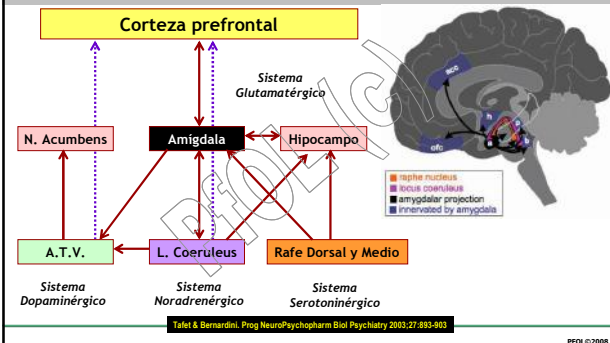 Corteza prefrontal
Sistema
Glutamatérgico
N. Acumbens
Amígdala
Hipocampo
A.T.V.
L. Coeruleus
Rafe Dorsal y Medio
Sistema
Dopaminérgico
Sistema
Noradrenérgico
Sistema
Serotoninérgico
acc
ofc
h
raphe nucleus
locus coeruleus
amygdalar projection
innervated by amygdala
Tafet & Bernardini. Prog NeuroPsychopharm Biol Psychiatry 2003;27:893-903
PFOL©2008